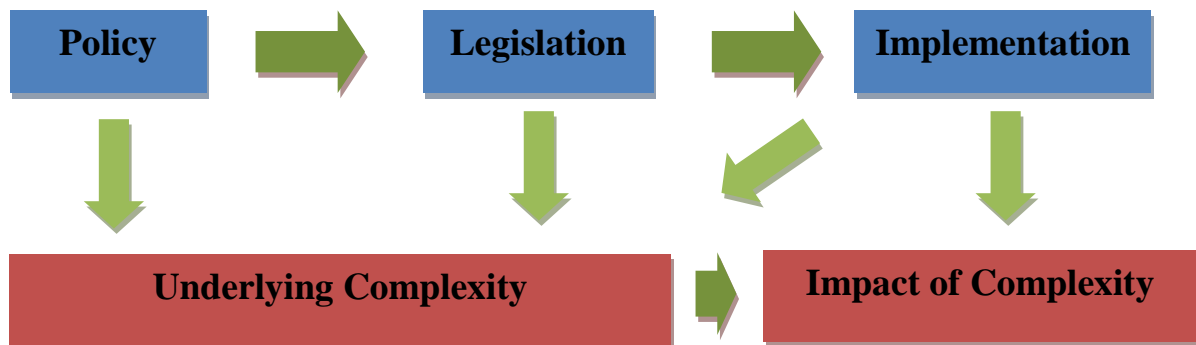 Policy
Legislation
Implementation
Underlying Complexity
Impact of Complexity